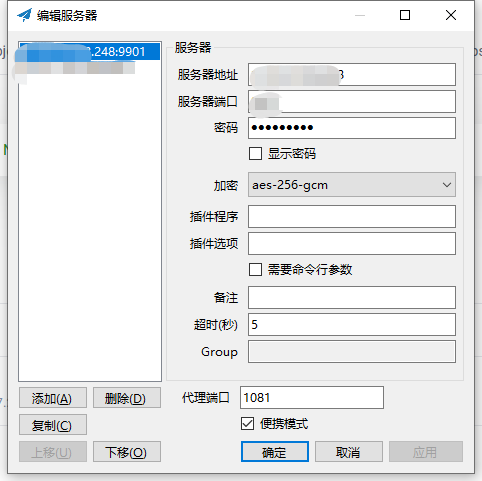 编辑服务器
.248:9901
服务器
服务器地址
服务器端口
密码 ●●●●●●●●●
显示密码
加密 aes-256-gcm
插件程序
插件选项
需要命令行参数
备注
超时(秒) 5
Group
添加(A) 删除(D)
代理端口 1081
复制(C)
便携模式
上移(U) 下移(O)
确定 取消 应用